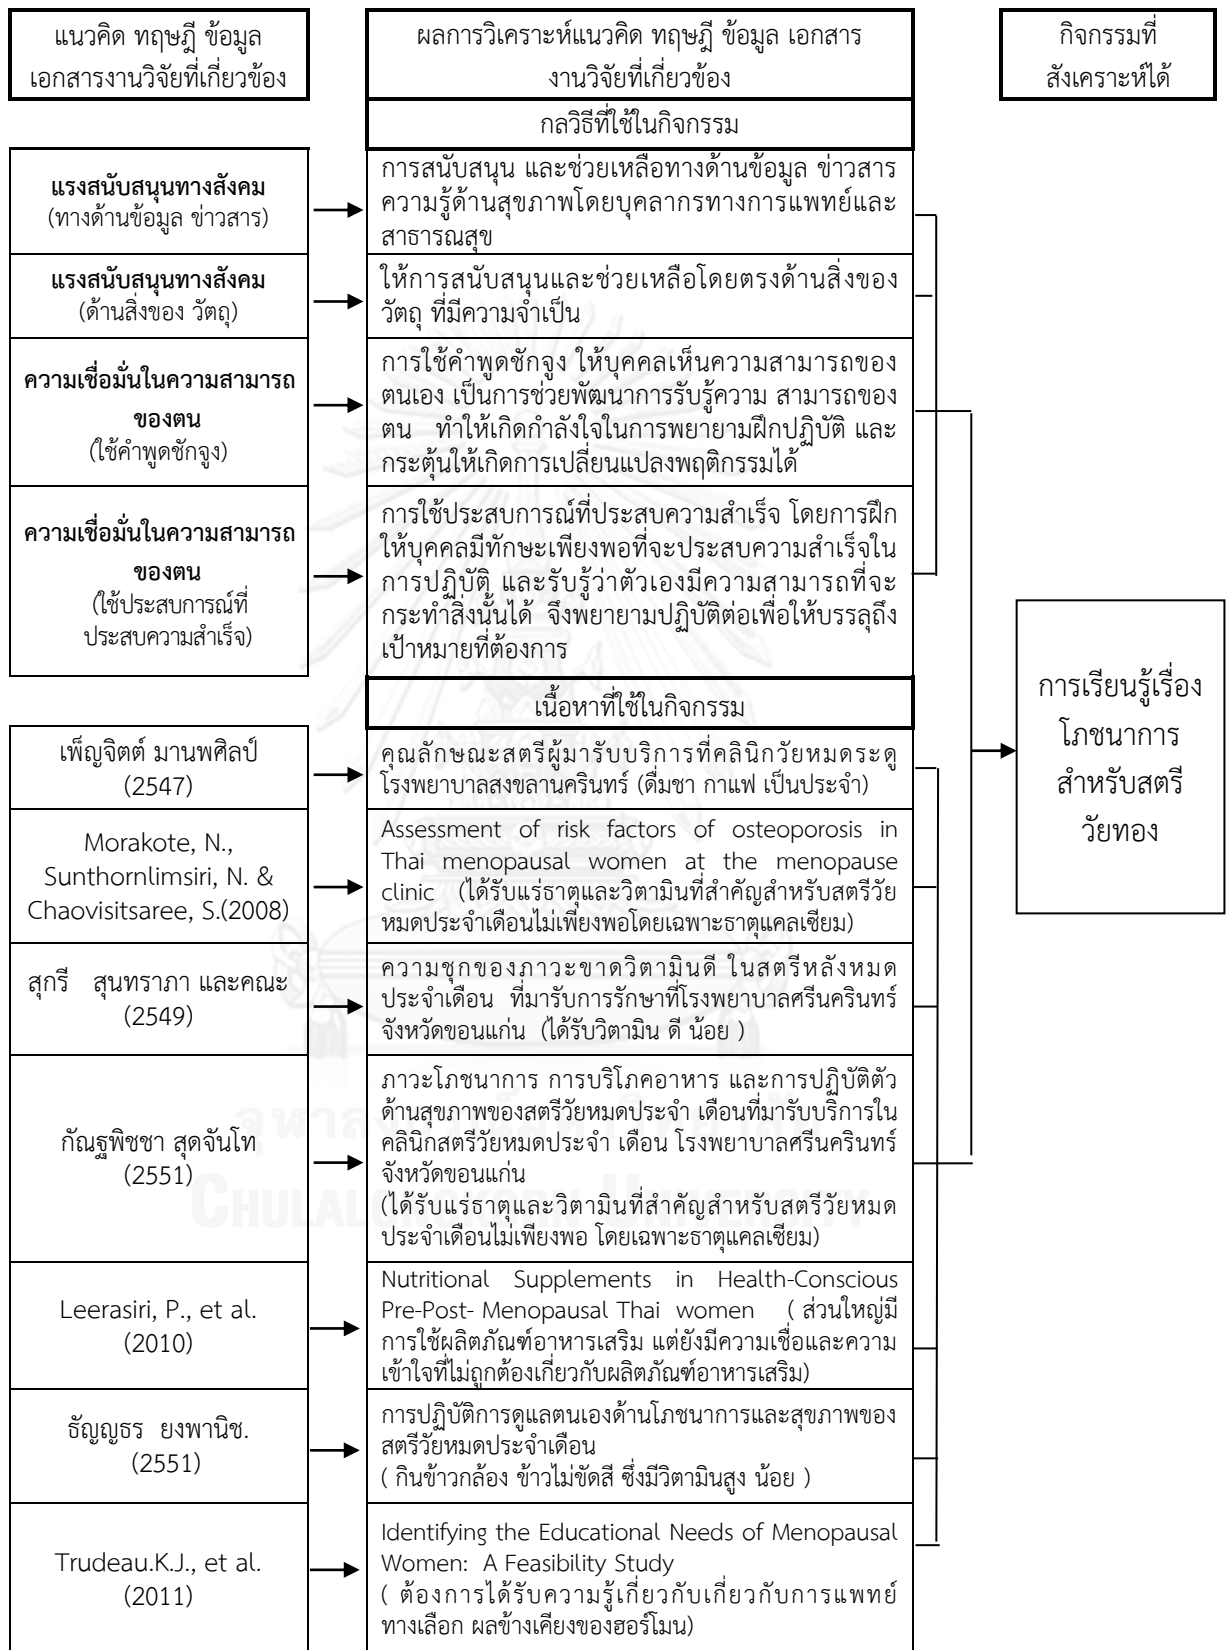 แนวคิด ทฤษฎี ข้อมูล
เอกสารงานวิจัยที่เกี่ยวข้อง
ผลการวิเคราะห์แนวคิด ทฤษฎี ข้อมูล เอกสาร
งานวิจัยที่เกี่ยวข้อง
กิจกรรมที่
สังเคราะห์ได้
กลวิธีที่ใช้ในกิจกรรม
แรงสนับสนุนทางสังคม
(ทางด้านข้อมูล ข่าวสาร)
การสนับสนุน และช่วยเหลือทางด้านข้อมูล ข่าวสาร
ความรู้ด้านสุขภาพโดยบุคลากรทางการแพทย์และ
สาธารณสุข
แรงสนับสนุนทางสังคม
(ด้านสิ่งของ วัตถุ)
ให้การสนับสนุนและช่วยเหลือโดยตรงด้านสิ่งของ
วัตถุ ที่มีความจำเป็น
ความเชื่อมั่นในความสามารถ
ของตน
(ใช้คำพูดชักจูง)
การใช้คำพูดชักจูง ให้บุคคลเห็นความสามารถของ
ตนเอง เป็นการช่วยพัฒนาการรับรู้ความ สามารถของ
ตน ทำให้เกิดกำลังใจในการพยายามฝึกปฏิบัติ และ
กระตุ้นให้เกิดการเปลี่ยนแปลงพฤติกรรมได้
ความเชื่อมั่นในความสามารถ
ของตน
(ใช้ประสบการณ์ที่
ประสบความสำเร็จ)
การใช้ประสบการณ์ที่ประสบความสำเร็จ โดยการฝึก
ให้บุคคลมีทักษะเพียงพอที่จะประสบความสำเร็จใน
การปฏิบัติ และรับรู้ว่าตัวเองมีความสามารถที่จะ
กระทำสิ่งนั้นได้ จึงพยายามปฏิบัติต่อเพื่อให้บรรลุถึง
เป้าหมายที่ต้องการ
เนื้อหาที่ใช้ในกิจกรรม
เพ็ญจิตต์ มานพศิลป์
(2547)
คุณลักษณะสตรีผู้มารับบริการที่คลินิกวัยหมดระดู
โรงพยาบาลสงขลานครินทร์ (ดื่มชา กาแฟ เป็นประจำ)
Morakote, N.,
Sunthornlimsiri, N. &
Chaovisitsaree, S.(2008)
Assessment of risk factors of osteoporosis in
Thai menopausal women at the menopause
clinic (ได้รับแร่ธาตุและวิตามินที่สำคัญสำหรับสตรีวัย
หมดประจำเดือนไม่เพียงพอโดยเฉพาะธาตุแคลเซียม)
สุกรี สุนทราภา และคณะ
(2549)
ความชุกของภาวะขาดวิตามินดี ในสตรีหลังหมด
ประจำเดือน ที่มารับการรักษาที่โรงพยาบาลศรีนครินทร์
จังหวัดขอนแก่น (ได้รับวิตามิน ดี น้อย )
กัณฐพิชชา สุดจันโท
(2551)
ภาวะโภชนาการ การบริโภคอาหาร และการปฏิบัติตัว
ด้านสุขภาพของสตรีวัยหมดประจำ เดือนที่มารับบริการใน
คลินิกสตรีวัยหมดประจำ เดือน โรงพยาบาลศรีนครินทร์
จังหวัดขอนแก่น
(ได้รับแร่ธาตุและวิตามินที่สำคัญสำหรับสตรีวัยหมด
ประจำเดือนไม่เพียงพอ โดยเฉพาะธาตุแคลเซียม)
Leerasiri, P., et al.
(2010)
Nutritional Supplements in Health-Conscious
Pre-Post- Menopausal Thai women ( ส่วนใหญ่มี
การใช้ผลิตภัณฑ์อาหารเสริม แต่ยังมีความเชื่อและความ
เข้าใจที่ไม่ถูกต้องเกี่ยวกับผลิตภัณฑ์อาหารเสริม)
ธัญญธร ยงพานิช.
(2551)
การปฏิบัติการดูแลตนเองด้านโภชนาการและสุขภาพของ
สตรีวัยหมดประจำเดือน
( กินข้าวกล้อง ข้าวไม่ขัดสี ซึ่งมีวิตามินสูง น้อย )
Trudeau.K.J., et al.
(2011)
Identifying the Educational Needs of Menopausal
Women: A Feasibility Study
( ต้องการได้รับความรู้เกี่ยวกับเกี่ยวกับการแพทย์
ทางเลือก ผลข้างเคียงของฮอร์โมน)
การเรียนรู้เรื่อง
โภชนาการ
สำหรับสตรี
วัยทอง
จุฬาลงกรณ์มหาวิทยาลัย
CHULALONGKORN UNIVERSITY